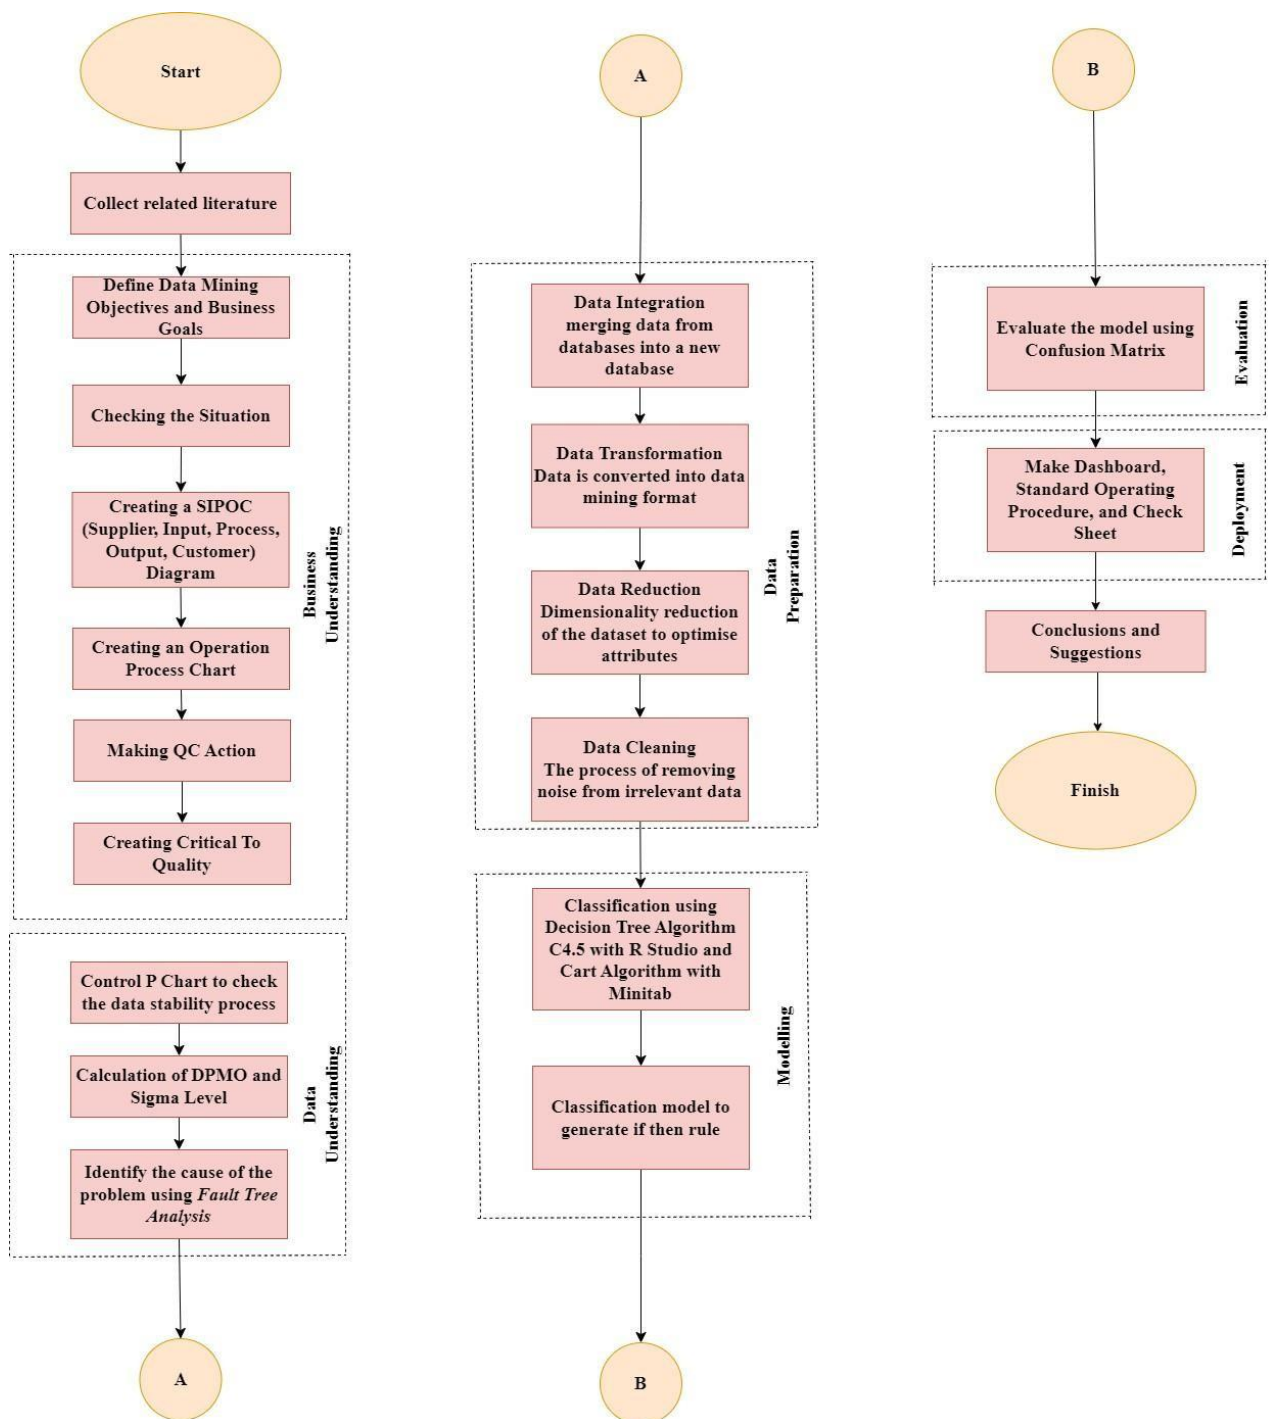 Start
Collect related literature
Define Data Mining
Objectives and Business
Goals
Checking the Situation
Creating a SIPOC
(Supplier, Input, Process,
Output, Customer)
Diagram
Creating an Operation
Process Chart
Making QC Action
Creating Critical To
Quality
Business
Understanding
Control P Chart to check
the data stability process
Calculation of DPMO and
Sigma Level
Identify the cause of the
problem using Fault Tree
Analysis
Data
Understanding
A
A
Data Integration
merging data from
databases into a new
database
Data Transformation
Data is converted into data
mining format
Data Reduction
Dimensionality reduction
of the dataset to optimise
attributes
Data Cleaning
The process of removing
noise from irrelevant data
Data
Preparation
Classification using
Decision Tree Algorithm
C4.5 with R Studio and
Cart Algorithm with
Minitab
Classification model to
generate if then rule
Modelling
B
B
Evaluate the model using
Confusion Matrix
Evaluation
Make Dashboard,
Standard Operating
Procedure, and Check
Sheet
Deployment
Conclusions and
Suggestions
Finish